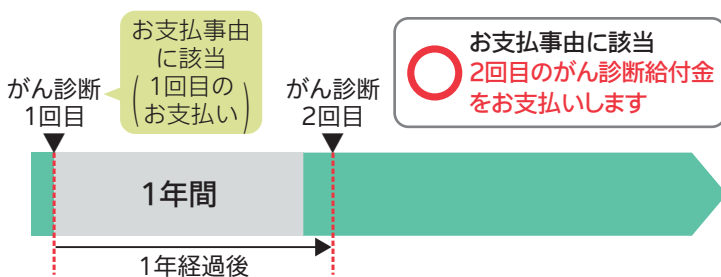 お支払事由
に該当
(1回目の
お支払い)
がん診断
1回目
がん診断
2回目
お支払事由に該当
2回目のがん診断給付金
をお支払いします
1年間
1年経過後